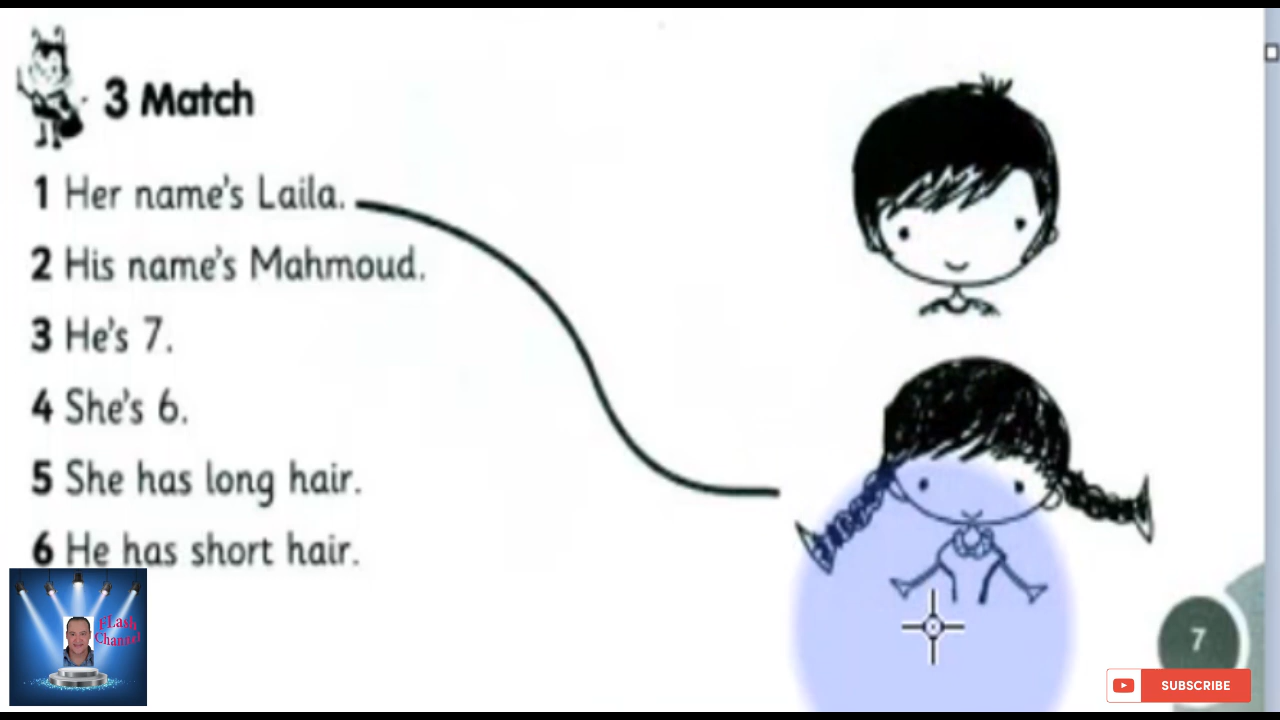 3 Match
1 Her name's Laila.
2 His name's Mahmoud.
3 He's 7.
4 She's 6.
5 She has long hair.
6 He has short hair.
FLash
Channel
7
SUBSCRIBE